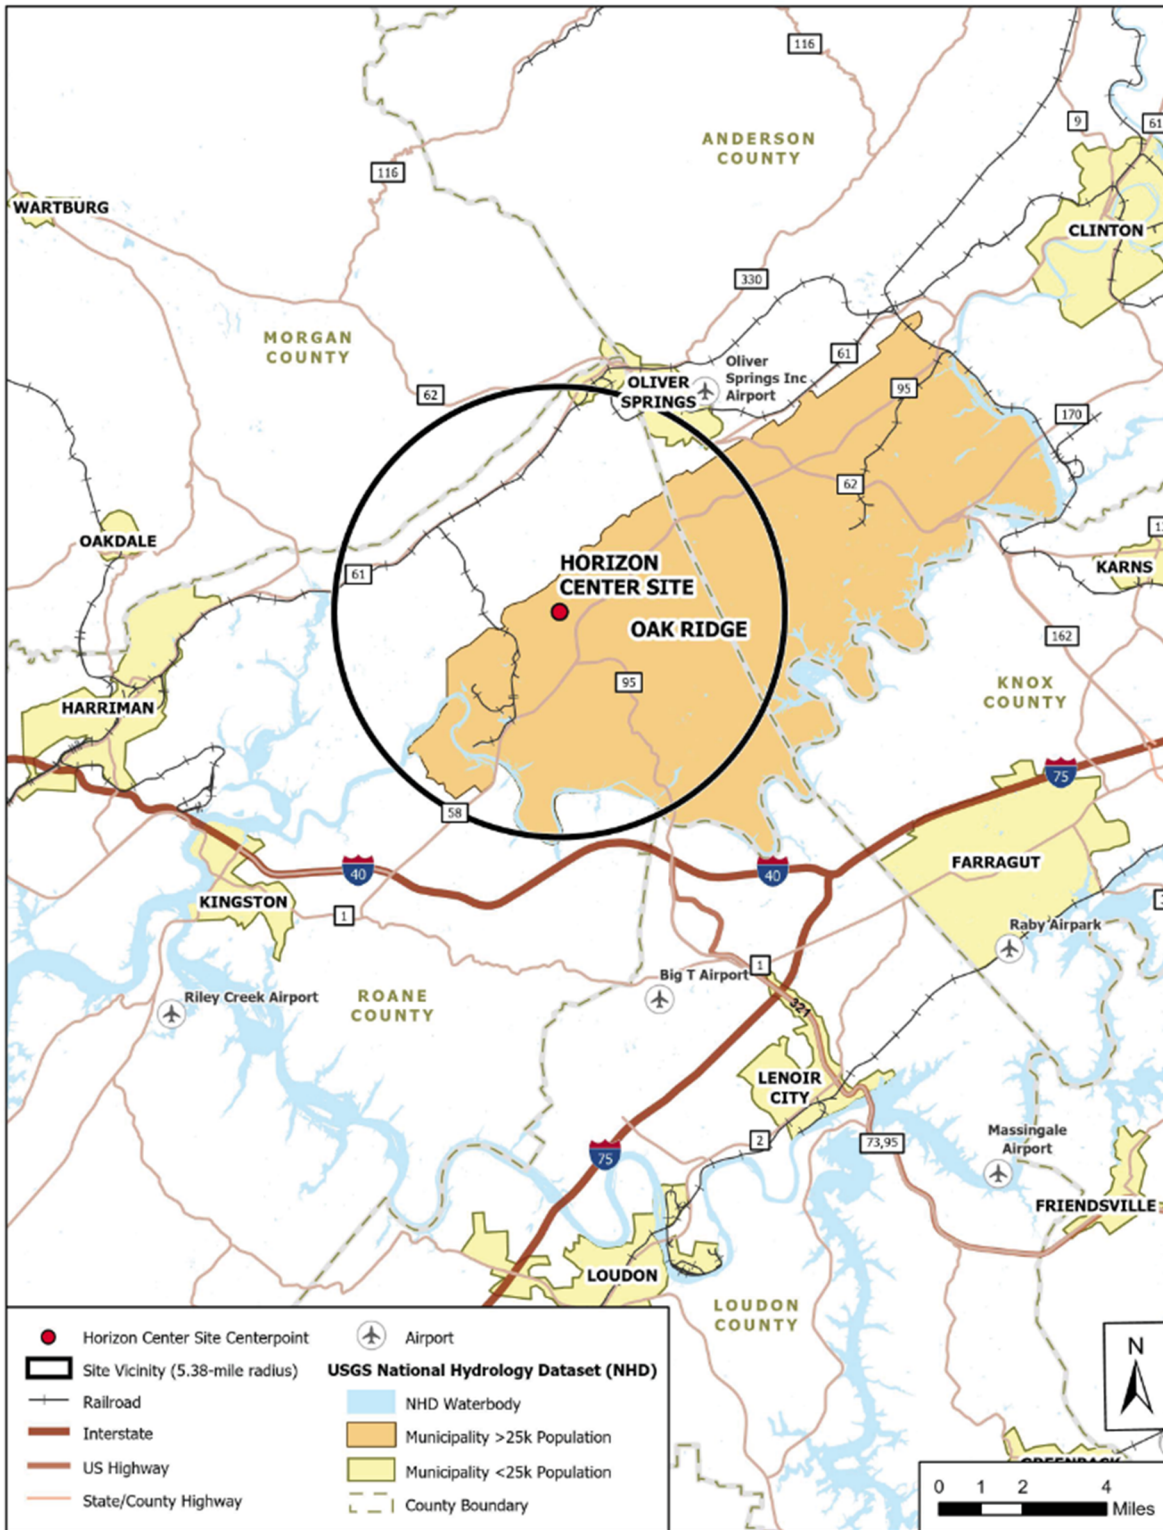 116
9
61
ANDERSON
COUNTY
116
WARTBURG
CLINTON
330
MORGAN
COUNTY
61
Oliver
Springs Inc
Airport
OLIVER
SPRINGS
62
95
170
62
OAKDALE
KARNS
61
HORIZON
CENTER SITE
OAK RIDGE
162
95
KNOX
COUNTY
HARRIMAN
75
58
40
40
FARRAGUT
KINGSTON
1
Raby Airpark
1
Big T Airport
Riley Creek Airport
ROANE
COUNTY
321
LENOIR
CITY
75
2
73,95
Massingale
Airport
FRIENDSVILLE
LOUDON
LOUDON
COUNTY
GREENBACK
Horizon Center Site Centerpoint
Airport
Site Vicinity (5.38-mile radius)
USGS National Hydrology Dataset (NHD)
Railroad
NHD Waterbody
Interstate
Municipality >25k Population
US Highway
Municipality <25k Population
State/County Highway
County Boundary
N
0 1 2 4
Miles